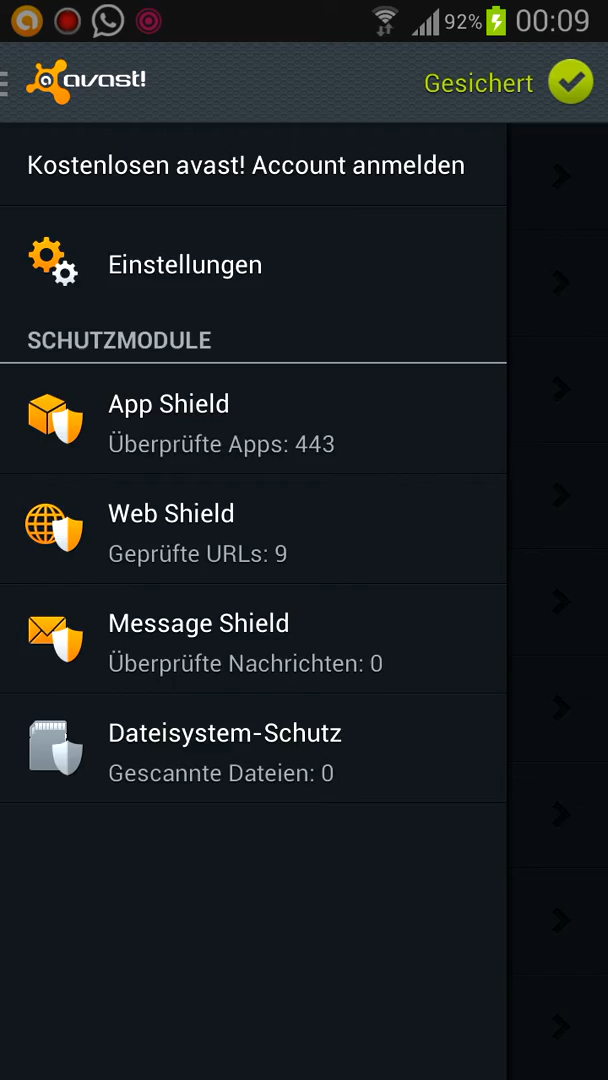 92% 00:09
avast! Gesichert
Kostenlosen avast! Account anmelden
Einstellungen
SCHUTZMODULE
App Shield
Überprüfte Apps: 443
Web Shield
Geprüfte URLs: 9
Message Shield
Überprüfte Nachrichten: 0
Dateisystem-Schutz
Gescannte Dateien: 0